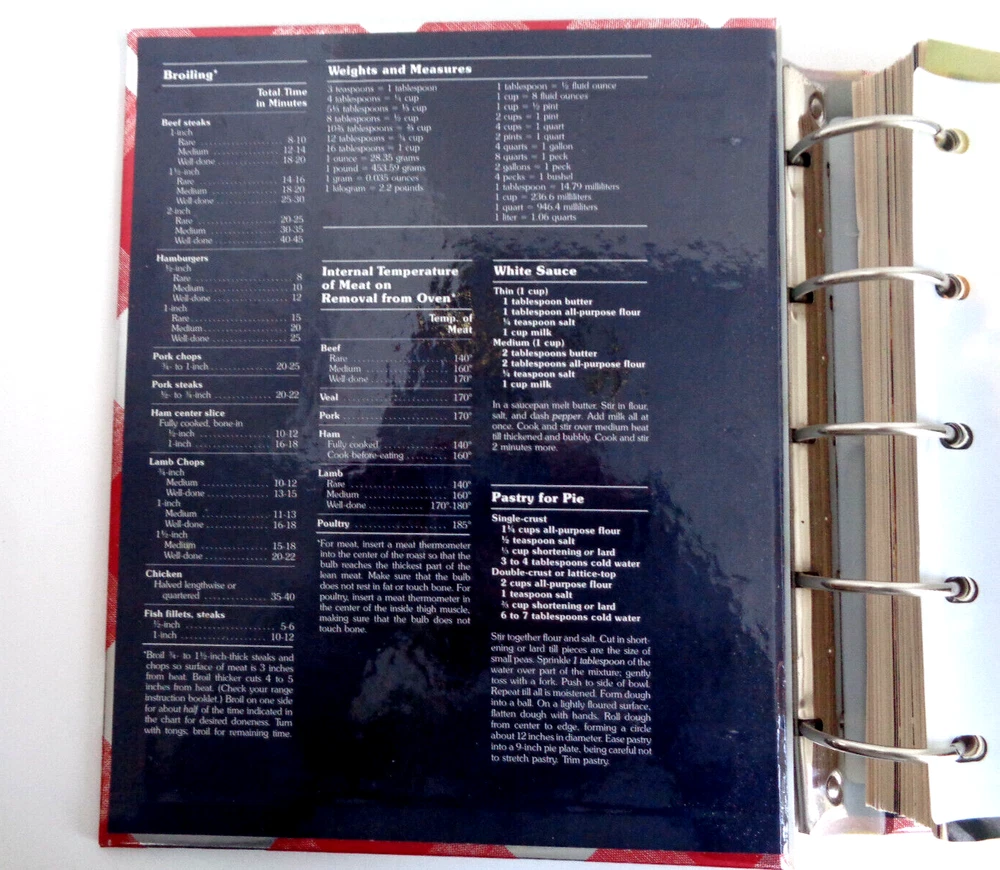 Broiling*
Total Time
in Minutes
Beef steaks
1-inch
Rare ........ 8-10
Medium ........ 12-14
Well-done ........ 18-20
1½-inch
Rare ........ 14-16
Medium ........ 18-20
Well done ........ 25-30
2-inch
Rare ........ 20-25
Medium ........ 30-35
Well done ........ 40-45
Hamburgers
½-inch
Rare ........ 8
Medium ........ 10
Well-done ........ 12
1-inch
Rare ........ 15
Medium ........ 20
Well-done ........ 25
Pork chops
¾- to 1-inch ........ 20-25
Pork steaks
½- to ¾-inch ........ 20-22
Ham center slice
Fully cooked, bone-in
½-inch ........ 10-12
1-inch ........ 16-18
Lamb Chops
¾-inch
Medium ........ 10-12
Well-done ........ 13-15
1-inch
Medium ........ 11-13
Well-done ........ 16-18
1½-inch
Medium ........ 15-18
Well-done ........ 20-22
Chicken
Halved lengthwise or
quartered ........ 35-40
Fish fillets, steaks
½-inch ........ 5-6
1-inch ........ 10-12
*Broil ¾- to 1½-inch-thick steaks and
chops so surface of meat is 3 inches
from heat. Broil thicker cuts 4 to 5
inches from heat. (Check your range
instruction booklet.) Broil on one side
for about half of the time indicated in
the chart for desired doneness. Turn
with tongs; broil for remaining time.
Weights and Measures
3 teaspoons = 1 tablespoon
4 tablespoons = ¼ cup
5⅓ tablespoons = ⅓ cup
8 tablespoons = ½ cup
10⅔ tablespoons = ⅔ cup
12 tablespoons = ¾ cup
16 tablespoons = 1 cup
1 ounce = 28.35 grams
1 pound = 453.59 grams
1 gram = 0.035 ounces
1 kilogram = 2.2 pounds
1 tablespoon = ½ fluid ounce
1 cup = 8 fluid ounces
1 cup = ½ pint
2 cups = 1 pint
4 cups = 1 quart
2 pints = 1 quart
4 quarts = 1 gallon
8 quarts = 1 peck
2 gallons = 1 peck
4 pecks = 1 bushel
1 tablespoon = 14.79 milliliters
1 cup = 236.6 milliliters
1 quart = 946.4 milliliters
1 liter = 1.06 quarts
Internal Temperature
of Meat on
Removal from Oven*
Temp. of
Meat
Beef
Rare ........ 140°
Medium ........ 160°
Well-done ........ 170°
Veal ........ 170°
Pork ........ 170°
Ham
Fully cooked ........ 140°
Cook-before-eating ........ 160°
Lamb
Rare ........ 140°
Medium ........ 160°
Well-done ........ 170°-180°
Poultry ........ 185°
*For meat, insert a meat thermometer
into the center of the roast so that the
bulb reaches the thickest part of the
lean meat. Make sure that the bulb
does not rest in fat or touch bone. For
poultry, insert a meat thermometer in
the center of the inside thigh muscle,
making sure that the bulb does not
touch bone.
White Sauce
Thin (1 cup)
1 tablespoon butter
1 tablespoon all-purpose flour
¼ teaspoon salt
1 cup milk
Medium (1 cup)
2 tablespoons butter
2 tablespoons all-purpose flour
¼ teaspoon salt
1 cup milk
In a saucepan melt butter. Stir in flour,
salt, and dash pepper. Add milk all at
once. Cook and stir over medium heat
till thickened and bubbly. Cook and stir
2 minutes more.
Pastry for Pie
Single-crust
1¼ cups all-purpose flour
½ teaspoon salt
⅓ cup shortening or lard
3 to 4 tablespoons cold water
Double-crust or lattice-top
2 cups all-purpose flour
1 teaspoon salt
⅔ cup shortening or lard
6 to 7 tablespoons cold water
Stir together flour and salt. Cut in short-
ening or lard till pieces are the size of
small peas. Sprinkle 1 tablespoon of the
water over part of the mixture; gently
toss with a fork. Push to side of bowl.
Repeat till all is moistened. Form dough
into a ball. On a lightly floured surface,
flatten dough with hands. Roll dough
from center to edge, forming a circle
about 12 inches in diameter. Ease pastry
into a 9-inch pie plate, being careful not
to stretch pastry. Trim pastry.